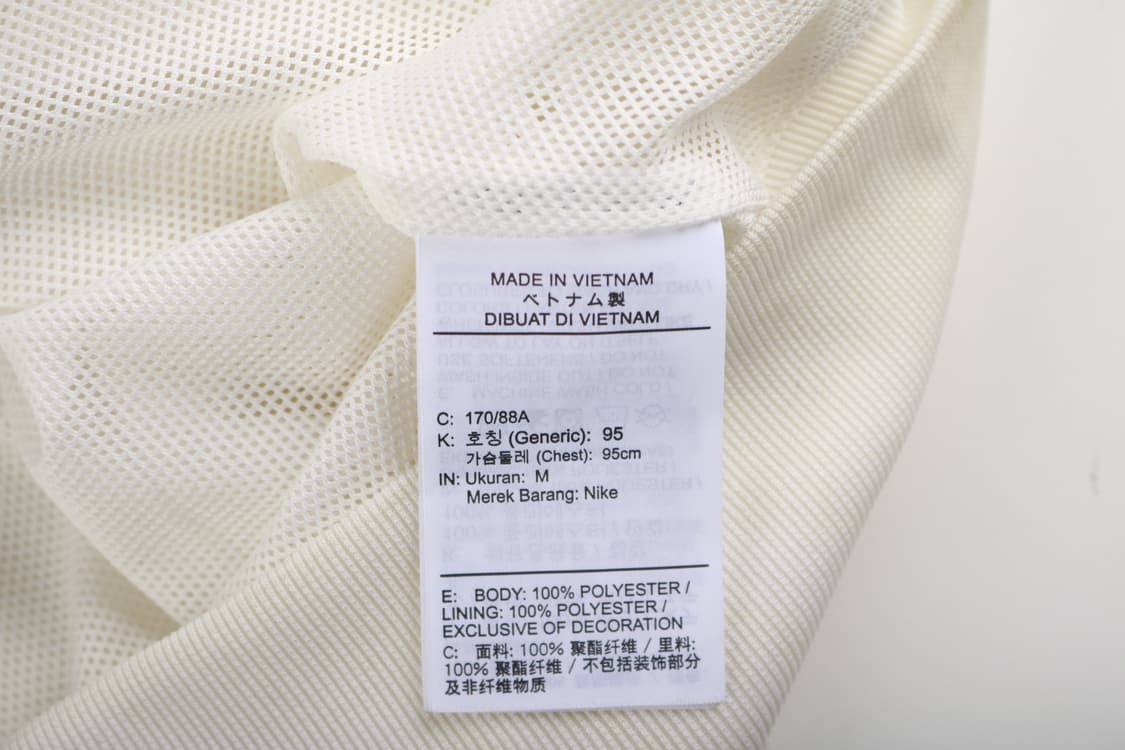 MADE IN VIETNAM
ベトナム製
DIBUAT DI VIETNAM
C: 170/88A
K: 호칭 (Generic): 95
가슴둘레 (Chest): 95cm
IN: Ukuran: M
Merek Barang: Nike
E: BODY: 100% POLYESTER /
LINING: 100% POLYESTER /
EXCLUSIVE OF DECORATION
C: 面料: 100% 聚酯纤维 / 里料:
100% 聚酯纤维 / 不包括装饰部分
及非纤维物质